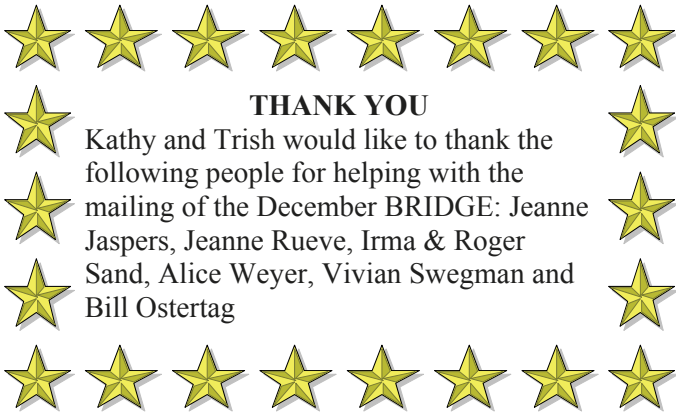 THANK YOU
Kathy and Trish would like to thank the
following people for helping with the
mailing of the December BRIDGE: Jeanne
Jaspers, Jeanne Rueve, Irma & Roger
Sand, Alice Weyer, Vivian Swegman and
Bill Ostertag